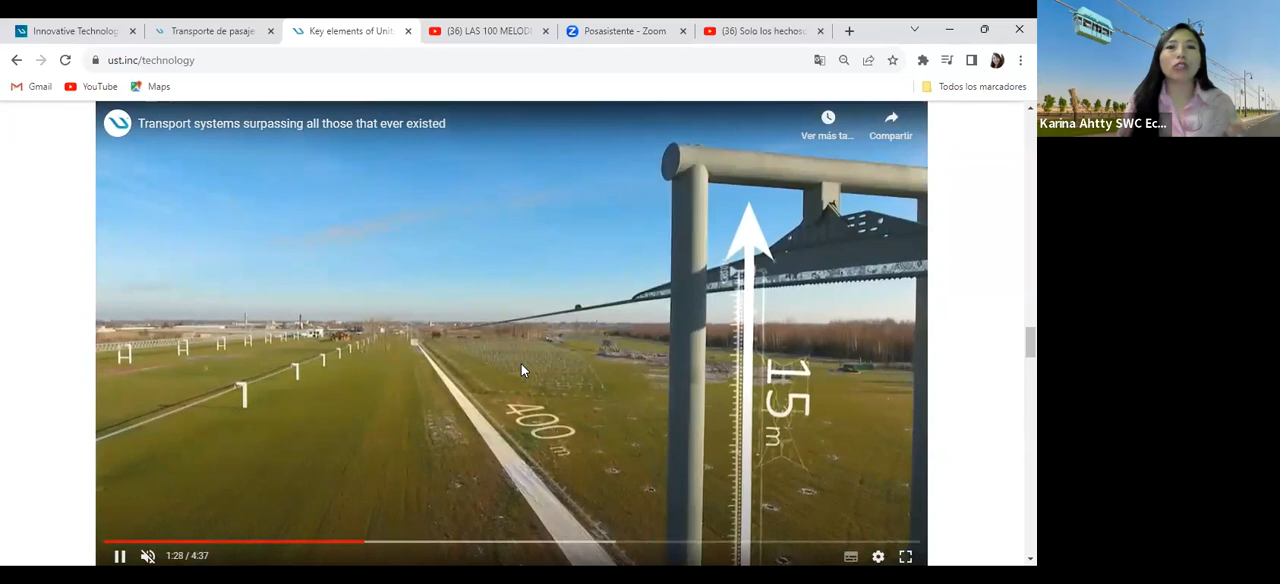 Innovative Technolog
Transporte de pasaje
Key elements of Unit
(36) LAS 100 MELODI
Posasistente - Zoom
(36) Solo los hechos
ust.inc/technology
Gmail
YouTube
Maps
Todos los marcadores
Transport systems surpassing all those that ever existed
Ver más ta...
Compartir
400 m
15 m
1:28 / 4:37
Karina Ahtty SWC Ec...